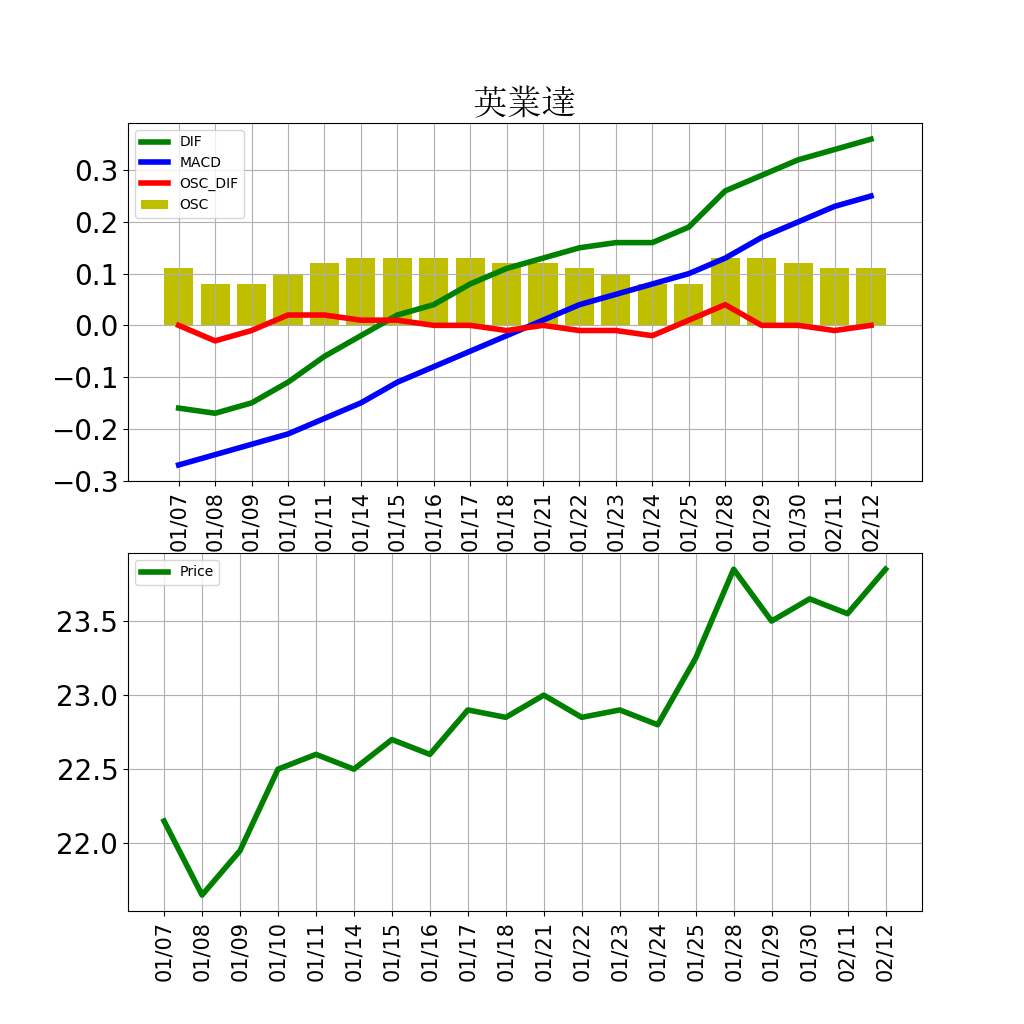 英業達
DIF
MACD
OSC_DIF
OSC
0.3
0.2
0.1
0.0
−0.1
−0.2
−0.3
01/07 01/08 01/09 01/10 01/11 01/14 01/15 01/16 01/17 01/18 01/21 01/22 01/23 01/24 01/25 01/28 01/29 01/30 02/11 02/12
Price
23.5
23.0
22.5
22.0
01/07 01/08 01/09 01/10 01/11 01/14 01/15 01/16 01/17 01/18 01/21 01/22 01/23 01/24 01/25 01/28 01/29 01/30 02/11 02/12